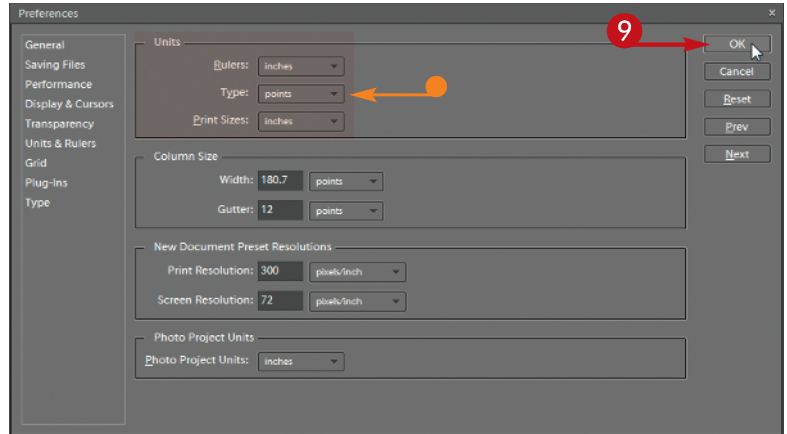 Preferences
×
General
Saving Files
Performance
Display & Cursors
Transparency
Units & Rulers
Grid
Plug-Ins
Type
Units
Rulers: inches
Type: points
Print Sizes: inches
Column Size
Width: 180.7 points
Gutter: 12 points
New Document Preset Resolutions
Print Resolution: 300 pixels/inch
Screen Resolution: 72 pixels/inch
Photo Project Units
Photo Project Units: inches
9
OK
Cancel
Reset
Prev
Next